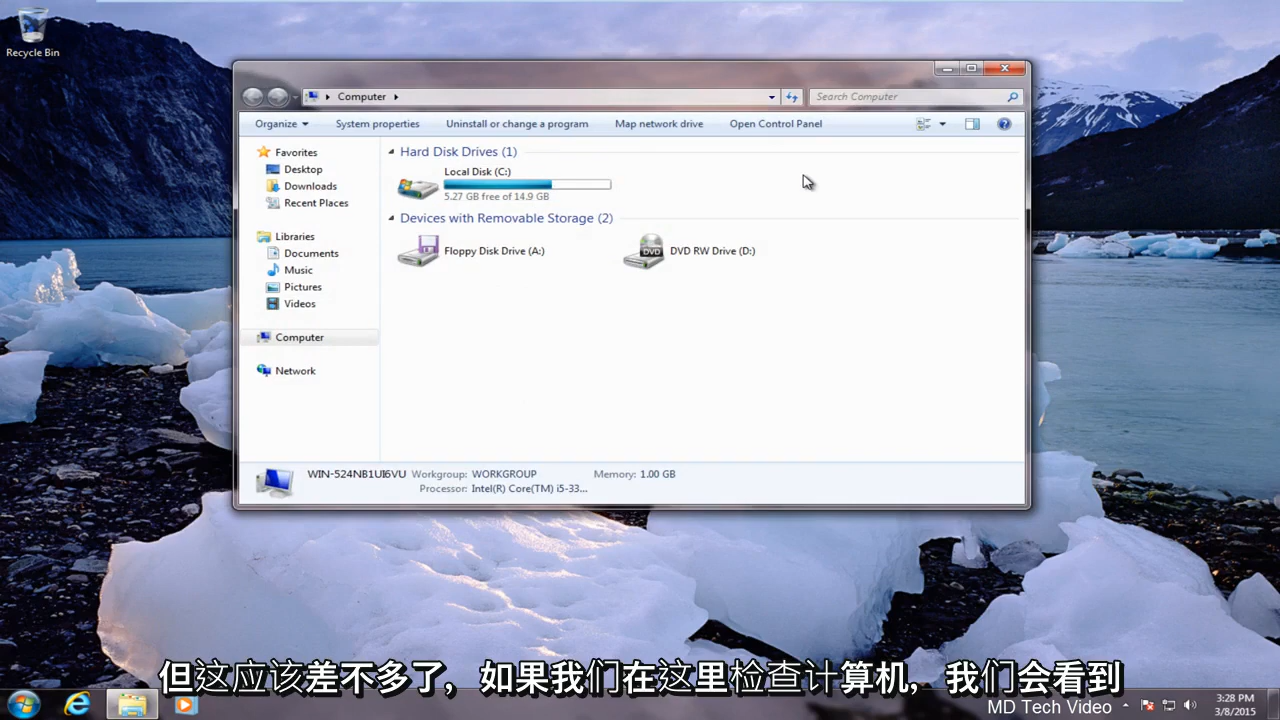 Recycle Bin
Computer
Search Computer
Organize
System properties
Uninstall or change a program
Map network drive
Open Control Panel
Favorites
Desktop
Downloads
Recent Places
Libraries
Documents
Music
Pictures
Videos
Computer
Network
Hard Disk Drives (1)
Local Disk (C:)
5.27 GB free of 14.9 GB
Devices with Removable Storage (2)
Floppy Disk Drive (A:)
DVD
DVD RW Drive (D:)
WIN-524NB1UI6VU Workgroup: WORKGROUP Memory: 1.00 GB
Processor: Intel(R) Core(TM) i5-33...
但这应该差不多了，如果我们在这里检查计算机，我们会看到
MD Tech Video
3:28 PM
3/8/2015